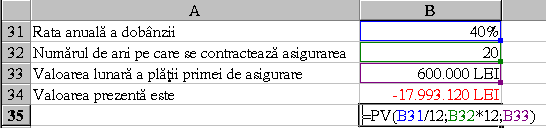 A B
31 Rata anuală a dobânzii 40%
32 Numărul de ani pe care se contractează asigurarea 20
33 Valoarea lunară a plăţii primei de asigurare 600.000 LEI
34 Valoarea prezentă este -17.993.120 LEI
35 =PV(B31/12;B32*12;B33)